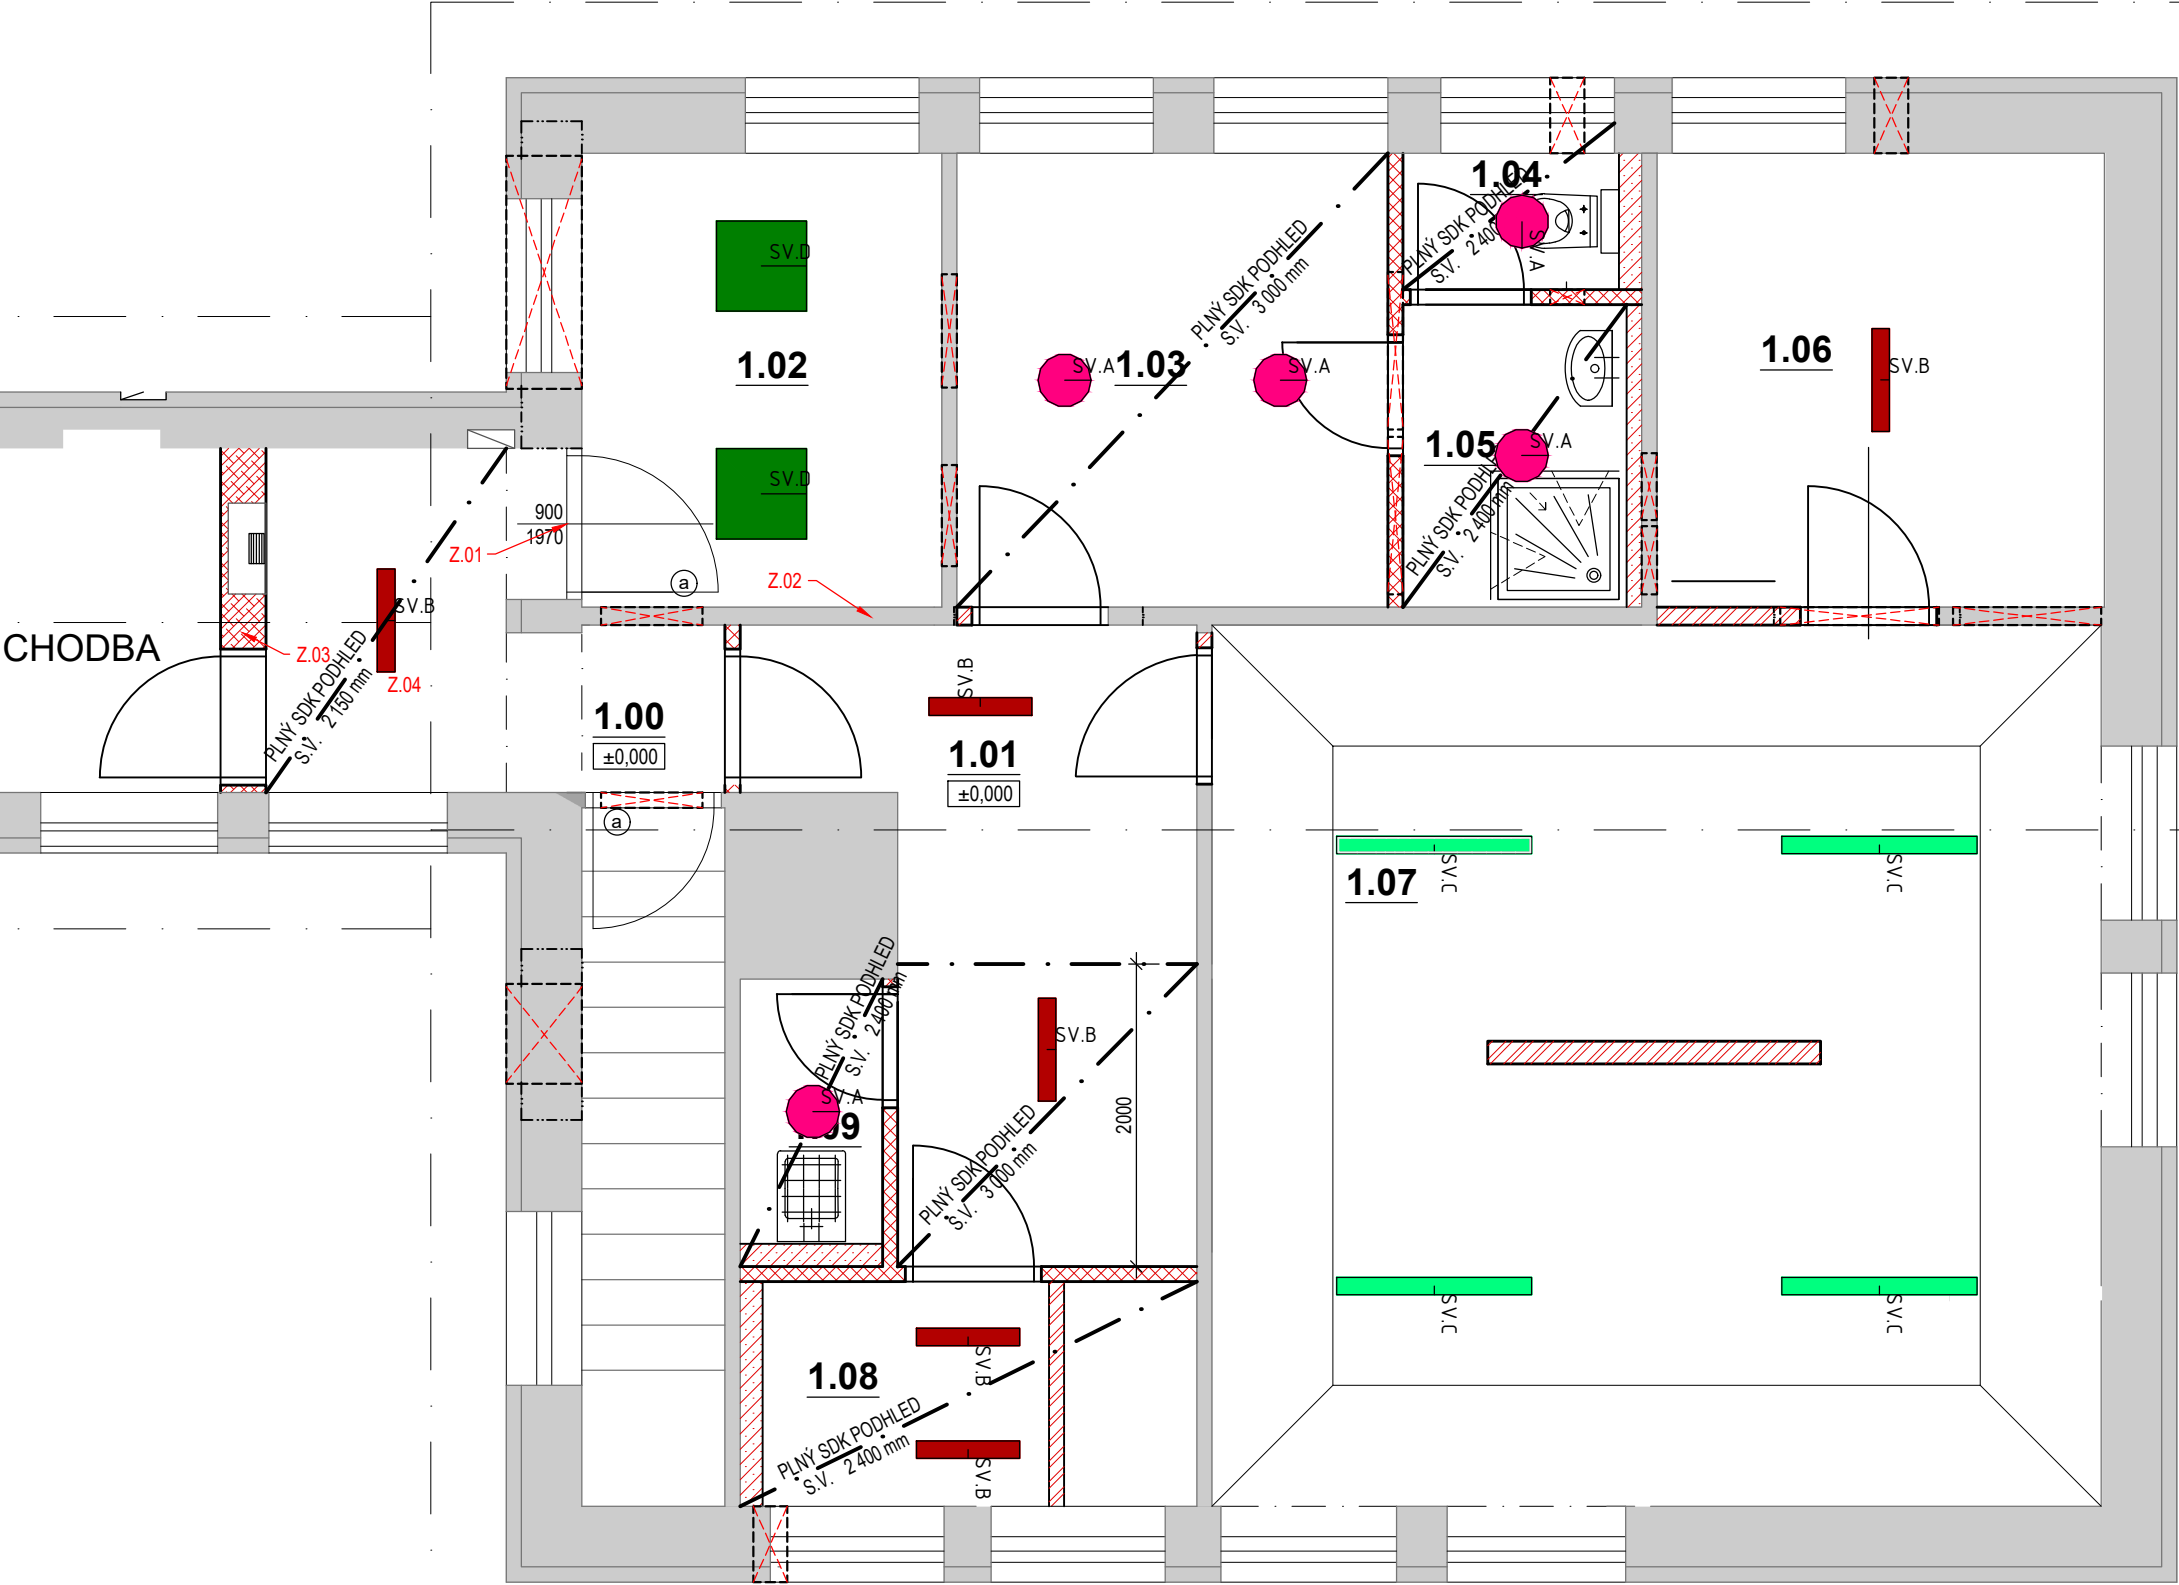 1.04
PLNÝ SDK PODHLED
S.V. 2 400
SV.A
SV.D
PLNÝ SDK PODHLED
S.V. 3 000 mm
1.02
SV.A
1.03
SV.A
1.06
SV.B
1.05
SV.A
PLNÝ SDK PODHLED
S.V. 2 400 mm
SV.D
900
1970
Z.01
a
Z.02
SV.B
CHODBA
Z.03
Z.04
PLNÝ SDK PODHLED
S.V. 2 150 mm
1.00
±0,000
SV.B
1.01
±0,000
a
1.07
SV.C
SV.C
PLNÝ SDK PODHLED
S.V. 2 400 mm
SV.B
SV.A
2000
PLNÝ SDK PODHLED
S.V. 3 000 mm
SV.C
SV.C
1.08
SV.B
PLNÝ SDK PODHLED
S.V. 2 400 mm
SV.B